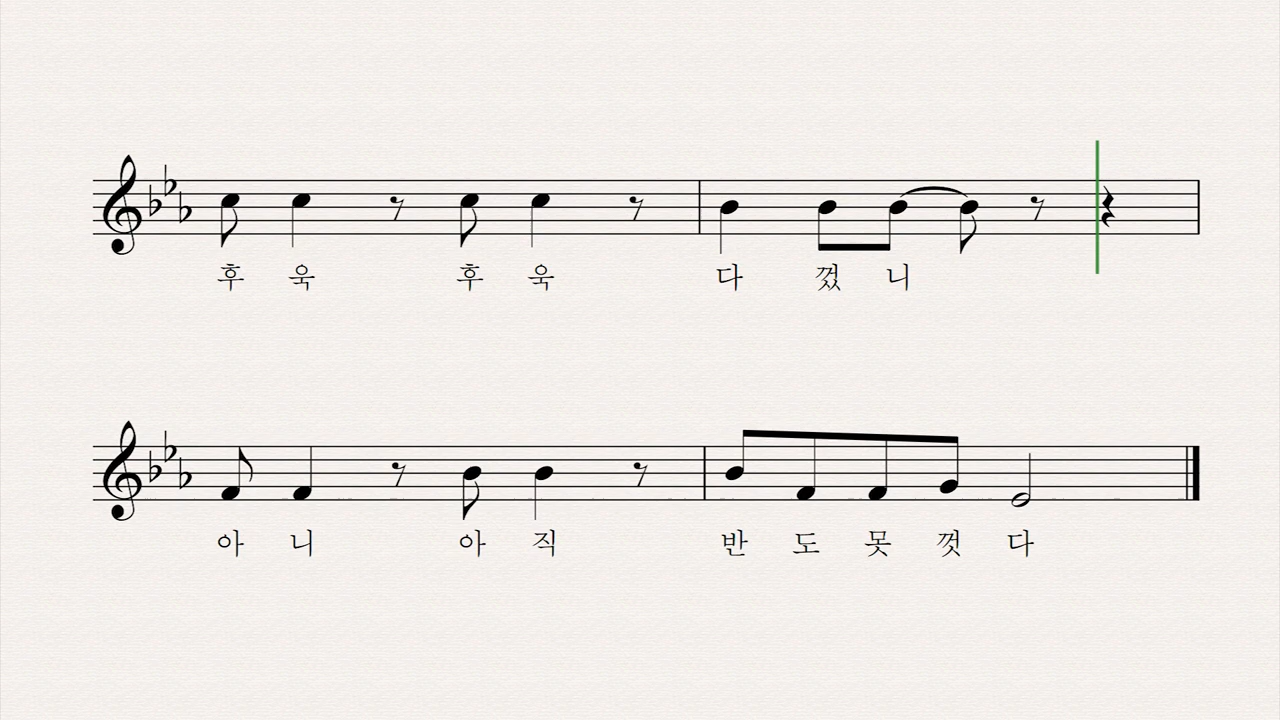 후 욱 후 욱 다 껐 니
아 니 아 직 반 도 못 껏 다